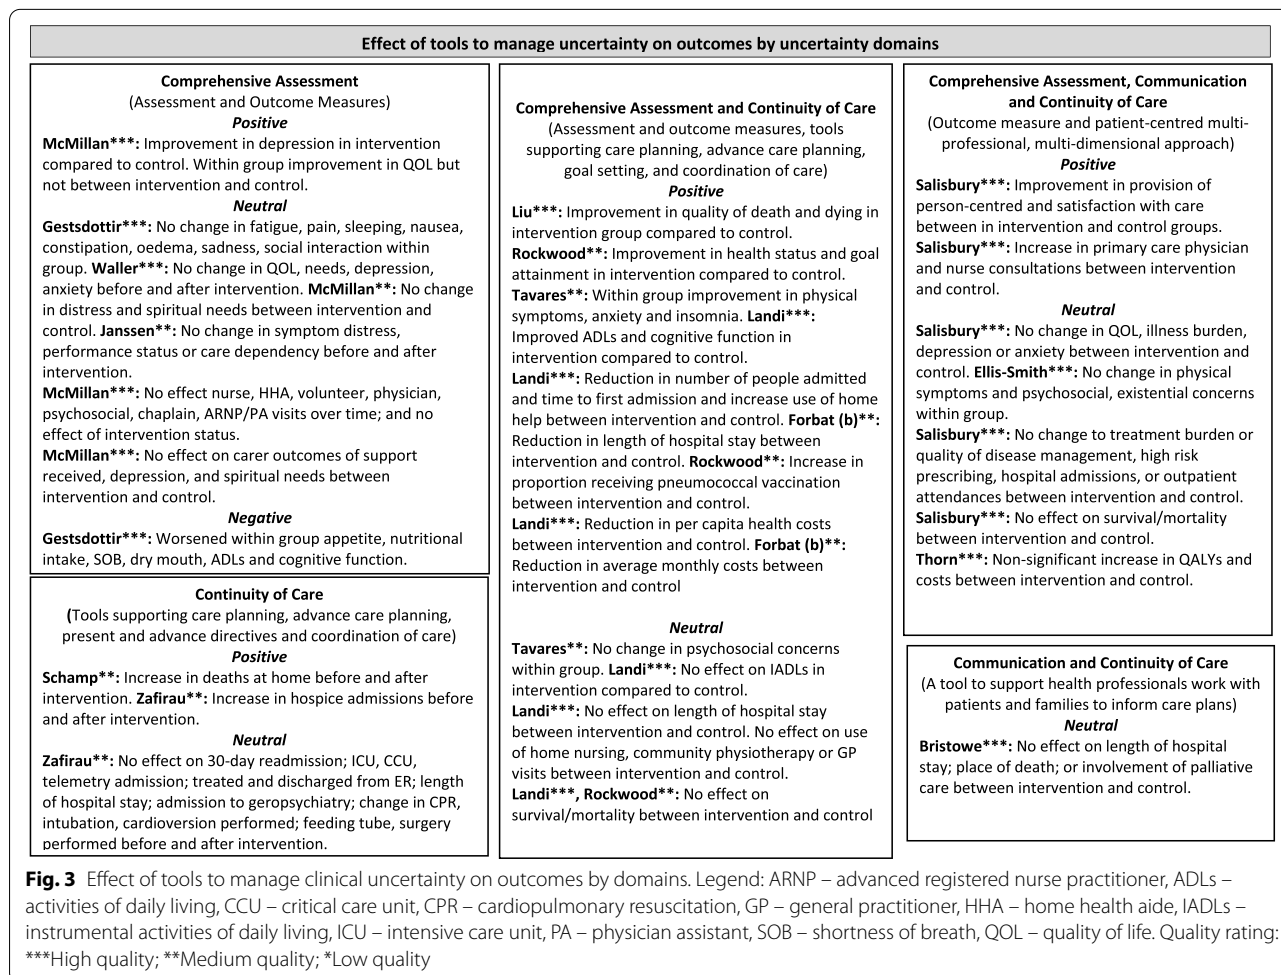 Effect of tools to manage uncertainty on outcomes by uncertainty domains
Comprehensive Assessment
(Assessment and Outcome Measures)
Positive
McMillan***: Improvement in depression in intervention
compared to control. Within group improvement in QOL but
not between intervention and control.
Neutral
Gestsdottir***: No change in fatigue, pain, sleeping, nausea,
constipation, oedema, sadness, social interaction within
group. Waller***: No change in QOL, needs, depression,
anxiety before and after intervention. McMillan**: No change
in distress and spiritual needs between intervention and
control. Janssen**: No change in symptom distress,
performance status or care dependency before and after
intervention.
McMillan***: No effect nurse, HHA, volunteer, physician,
psychosocial, chaplain, ARNP/PA visits over time; and no
effect of intervention status.
McMillan***: No effect on carer outcomes of support
received, depression, and spiritual needs between
intervention and control.
Negative
Gestsdottir***: Worsened within group appetite, nutritional
intake, SOB, dry mouth, ADLs and cognitive function.
Continuity of Care
(Tools supporting care planning, advance care planning,
present and advance directives and coordination of care)
Positive
Schamp**: Increase in deaths at home before and after
intervention. Zafirau**: Increase in hospice admissions before
and after intervention.
Neutral
Zafirau**: No effect on 30-day readmission; ICU, CCU,
telemetry admission; treated and discharged from ER; length
of hospital stay; admission to geropsychiatry; change in CPR,
intubation, cardioversion performed; feeding tube, surgery
performed before and after intervention.
Comprehensive Assessment and Continuity of Care
(Assessment and outcome measures, tools
supporting care planning, advance care planning,
goal setting, and coordination of care)
Positive
Liu***: Improvement in quality of death and dying in
intervention group compared to control.
Rockwood**: Improvement in health status and goal
attainment in intervention compared to control.
Tavares**: Within group improvement in physical
symptoms, anxiety and insomnia. Landi***:
Improved ADLs and cognitive function in
intervention compared to control.
Landi***: Reduction in number of people admitted
and time to first admission and increase use of home
help between intervention and control. Forbat (b)**:
Reduction in length of hospital stay between
intervention and control. Rockwood**: Increase in
proportion receiving pneumococcal vaccination
between intervention and control.
Landi***: Reduction in per capita health costs
between intervention and control. Forbat (b)**:
Reduction in average monthly costs between
intervention and control
Neutral
Tavares**: No change in psychosocial concerns
within group. Landi***: No effect on IADLs in
intervention compared to control.
Landi***: No effect on length of hospital stay
between intervention and control. No effect on use
of home nursing, community physiotherapy or GP
visits between intervention and control.
Landi***, Rockwood**: No effect on
survival/mortality between intervention and control
Comprehensive Assessment, Communication
and Continuity of Care
(Outcome measure and patient-centred multi-
professional, multi-dimensional approach)
Positive
Salisbury***: Improvement in provision of
person-centred and satisfaction with care
between in intervention and control groups.
Salisbury***: Increase in primary care physician
and nurse consultations between intervention
and control.
Neutral
Salisbury***: No change in QOL, illness burden,
depression or anxiety between intervention and
control. Ellis-Smith***: No change in physical
symptoms and psychosocial, existential concerns
within group.
Salisbury***: No change to treatment burden or
quality of disease management, high risk
prescribing, hospital admissions, or outpatient
attendances between intervention and control.
Salisbury***: No effect on survival/mortality
between intervention and control.
Thorn***: Non-significant increase in QALYs and
costs between intervention and control.
Communication and Continuity of Care
(A tool to support health professionals work with
patients and families to inform care plans)
Neutral
Bristowe***: No effect on length of hospital
stay; place of death; or involvement of palliative
care between intervention and control.
Fig. 3 Effect of tools to manage clinical uncertainty on outcomes by domains. Legend: ARNP – advanced registered nurse practitioner, ADLs –
activities of daily living, CCU – critical care unit, CPR – cardiopulmonary resuscitation, GP – general practitioner, HHA – home health aide, IADLs –
instrumental activities of daily living, ICU – intensive care unit, PA – physician assistant, SOB – shortness of breath, QOL – quality of life. Quality rating:
***High quality; **Medium quality; *Low quality